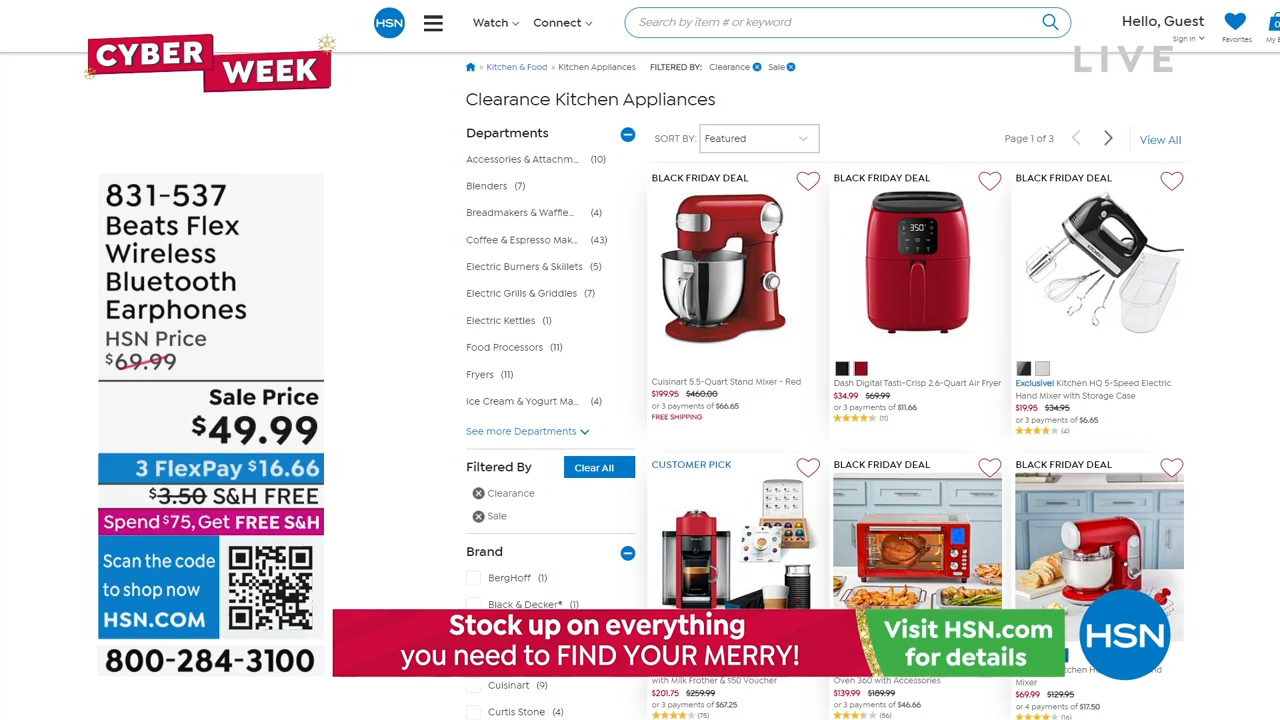 HSN
Watch
Connect
Search by item # or keyword
Hello, Guest
Sign In
Favorites
0
LIVE
CYBER
WEEK
Kitchen & Food > Kitchen Appliances
FILTERED BY: Clearance Sale
Clearance Kitchen Appliances
831-537
Beats Flex
Wireless
Bluetooth
Earphones
HSN Price
$69.99
Sale Price
$49.99
3 FlexPay $16.66
$3.50 S&H FREE
Spend $75, Get FREE S&H
Scan the code
to shop now
HSN.COM
800-284-3100
Departments
Accessories & Attachm... (10)
Blenders (7)
Breadmakers & Waffle... (4)
Coffee & Espresso Mak... (43)
Electric Burners & Skillets (5)
Electric Grills & Griddles (7)
Electric Kettles (1)
Food Processors (11)
Fryers (11)
Ice Cream & Yogurt Ma... (4)
See more Departments
Filtered By
Clear All
Clearance
Sale
Brand
BergHoff (1)
Black & Decker® (1)
Cuisinart (9)
Curtis Stone (4)
SORT BY: Featured
Page 1 of 3
View All
BLACK FRIDAY DEAL
Cuisinart 5.5-Quart Stand Mixer - Red
$199.95 $460.00
or 3 payments of $66.65
FREE SHIPPING
BLACK FRIDAY DEAL
350°
Dash Digital Tasti-Crisp 2.6-Quart Air Fryer
$34.99 $69.99
or 3 payments of $11.66
(11)
BLACK FRIDAY DEAL
Exclusive! Kitchen HQ 5-Speed Electric
Hand Mixer with Storage Case
$19.95 $34.95
or 3 payments of $6.65
(4)
CUSTOMER PICK
with Milk Frother & $50 Voucher
$201.75 $259.99
or 3 payments of $67.25
(75)
BLACK FRIDAY DEAL
Oven 360 with Accessories
$139.99 $189.99
or 3 payments of $46.66
(56)
BLACK FRIDAY DEAL
Mixer
$69.99 $129.95
or 4 payments of $17.50
(16)
Stock up on everything
you need to FIND YOUR MERRY!
Visit HSN.com
for details
HSN